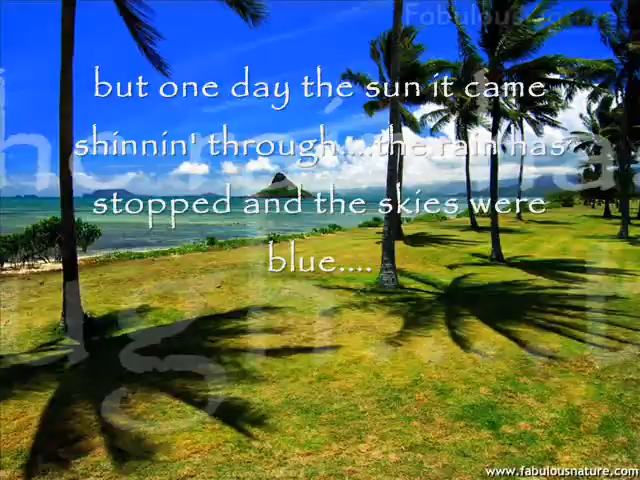 FabulousNature
but one day the sun it came
shinnin' through....the rain has
stopped and the skies were
blue....
www.fabulousnature.com